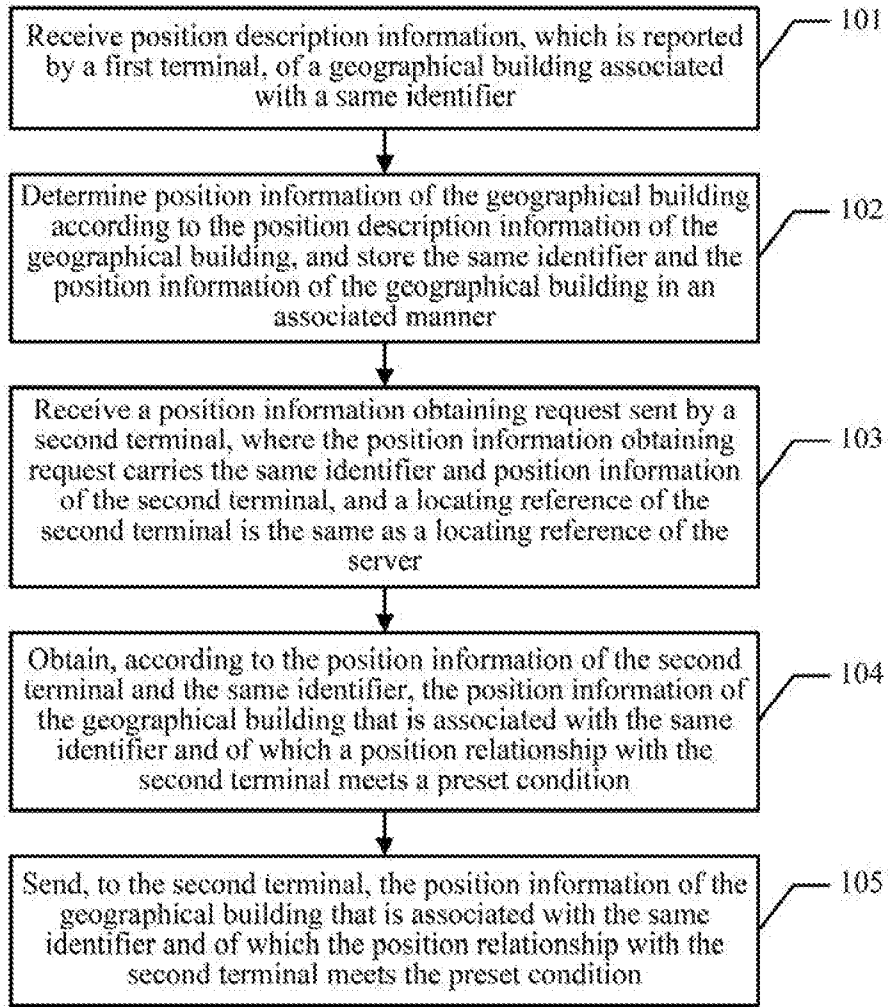 Receive position description information, which is reported
by a first terminal, of a geographical building associated
with a same identifier
101
Determine position information of the geographical building
according to the position description information of the
geographical building, and store the same identifier and the
position information of the geographical building in an
associated manner
102
Receive a position information obtaining request sent by a
second terminal, where the position information obtaining
request carries the same identifier and position information
of the second terminal, and a locating reference of the
second terminal is the same as a locating reference of the
server
103
Obtain, according to the position information of the second
terminal and the same identifier, the position information of
the geographical building that is associated with the same
identifier and of which a position relationship with the
second terminal meets a preset condition
104
Send, to the second terminal, the position information of the
geographical building that is associated with the same
identifier and of which the position relationship with the
second terminal meets the preset condition
105